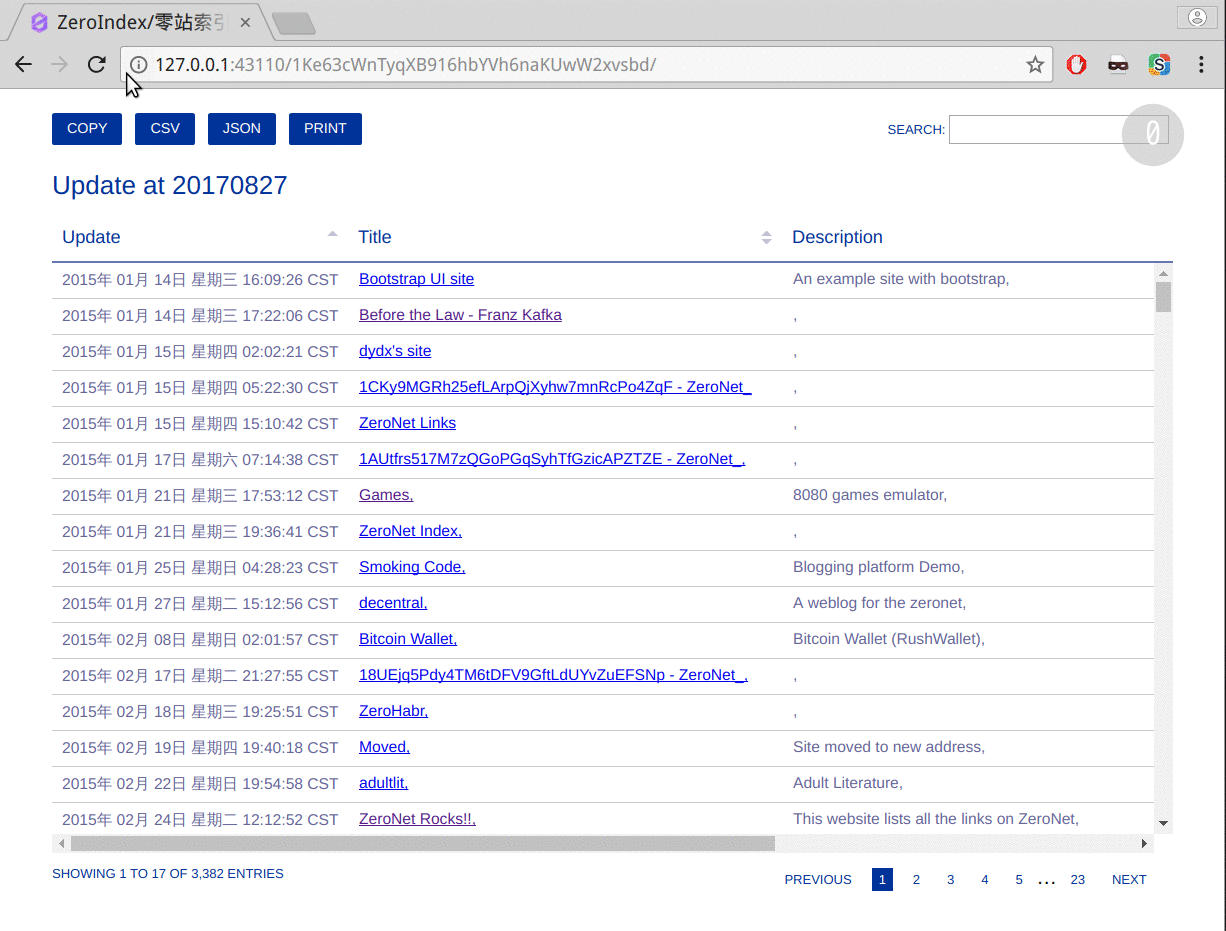 ZeroIndex/零站索引
127.0.0.1:43110/1Ke63cWnTyqXB916hbYVh6naKUwW2xvsbd/
COPY CSV JSON PRINT SEARCH: 0
Update at 20170827
Update Title Description
2015年 01月 14日 星期三 16:09:26 CST Bootstrap UI site An example site with bootstrap,
2015年 01月 14日 星期三 17:22:06 CST Before the Law - Franz Kafka ,
2015年 01月 15日 星期四 02:02:21 CST dydx's site ,
2015年 01月 15日 星期四 05:22:30 CST 1CKy9MGRh25efLArpQjXyhw7mnRcPo4ZqF - ZeroNet_ ,
2015年 01月 15日 星期四 15:10:42 CST ZeroNet Links ,
2015年 01月 17日 星期六 07:14:38 CST 1AUtfrs517M7zQGoPGqSyhTfGzicAPZTZE - ZeroNet_, ,
2015年 01月 21日 星期三 17:53:12 CST Games, 8080 games emulator,
2015年 01月 21日 星期三 19:36:41 CST ZeroNet Index, ,
2015年 01月 25日 星期日 04:28:23 CST Smoking Code, Blogging platform Demo,
2015年 01月 27日 星期二 15:12:56 CST decentral, A weblog for the zeronet,
2015年 02月 08日 星期日 02:01:57 CST Bitcoin Wallet, Bitcoin Wallet (RushWallet),
2015年 02月 17日 星期二 21:27:55 CST 18UEjq5Pdy4TM6tDFV9GftLdUYvZuEFSNp - ZeroNet_, ,
2015年 02月 18日 星期三 19:25:51 CST ZeroHabr, ,
2015年 02月 19日 星期四 19:40:18 CST Moved, Site moved to new address,
2015年 02月 22日 星期日 19:54:58 CST adultlit, Adult Literature,
2015年 02月 24日 星期二 12:12:52 CST ZeroNet Rocks!!, This website lists all the links on ZeroNet,
SHOWING 1 TO 17 OF 3,382 ENTRIES PREVIOUS 1 2 3 4 5 ... 23 NEXT